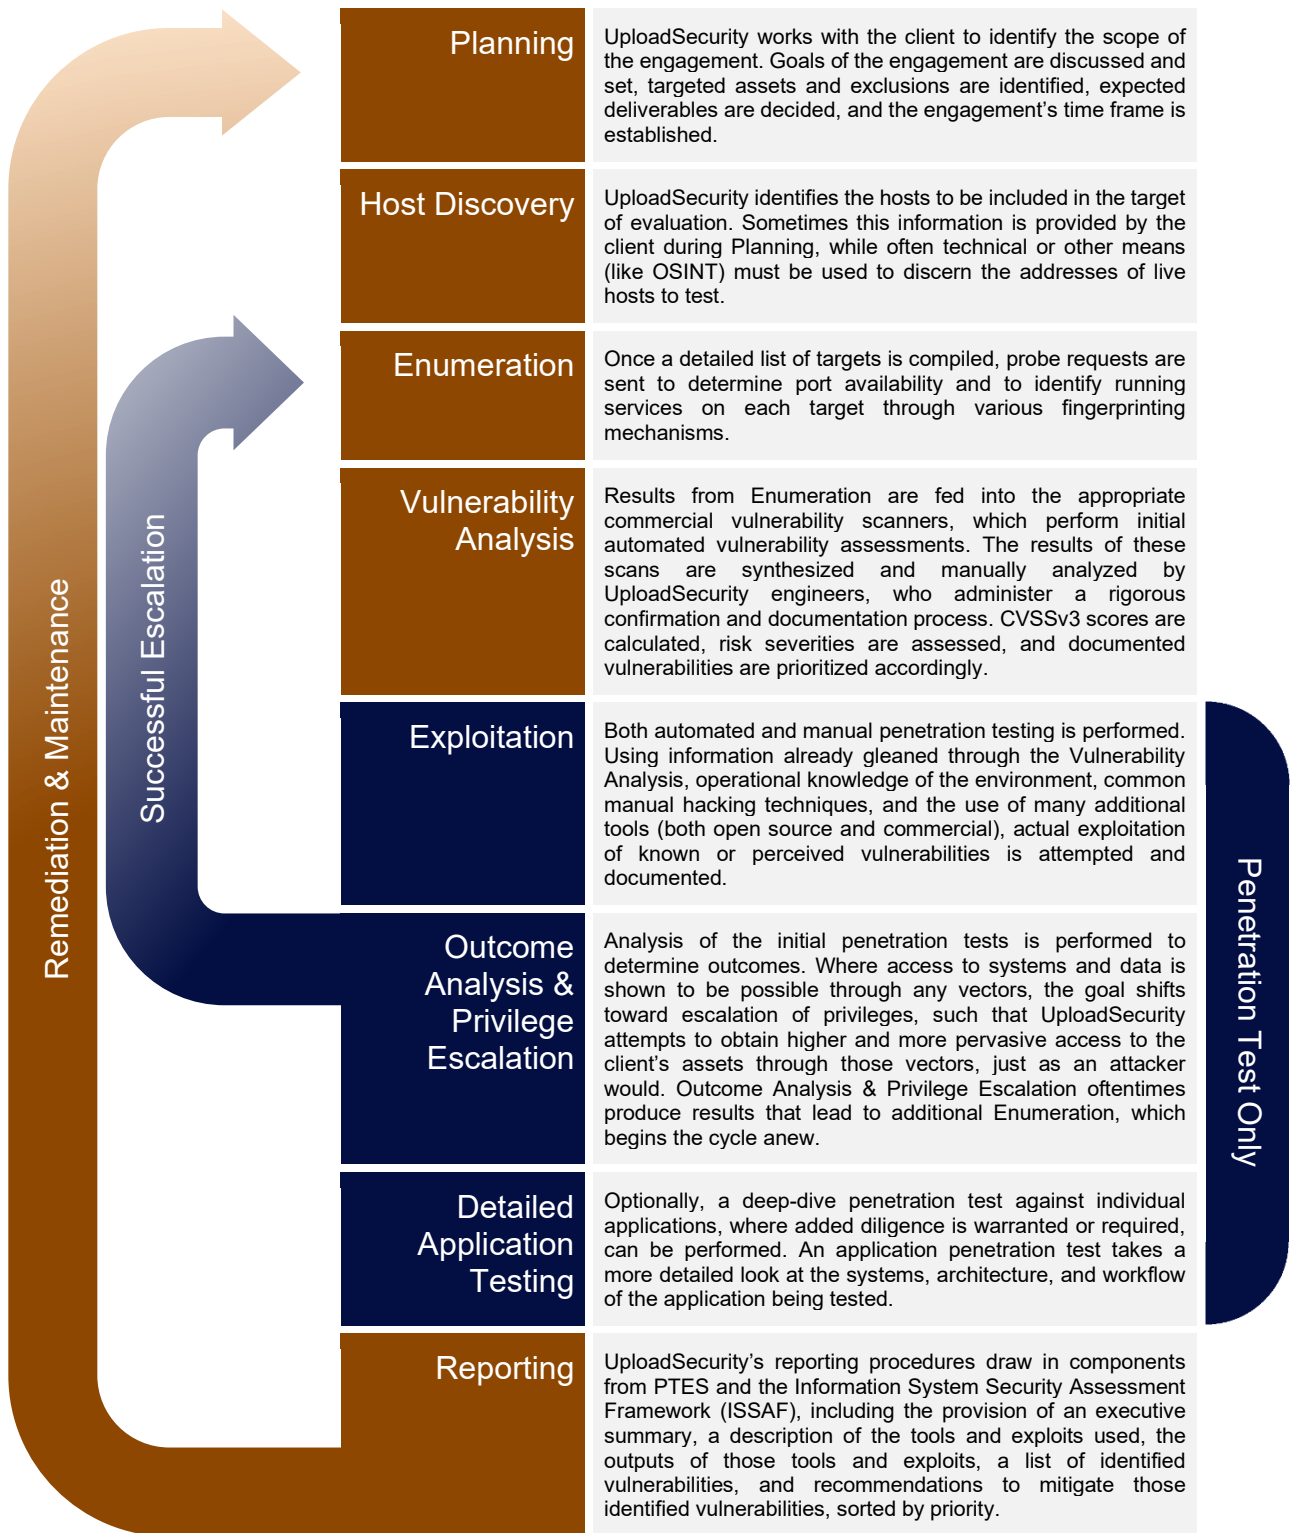 Planning
UploadSecurity works with the client to identify the scope of
the engagement. Goals of the engagement are discussed and
set, targeted assets and exclusions are identified, expected
deliverables are decided, and the engagement’s time frame is
established.
Host Discovery
UploadSecurity identifies the hosts to be included in the target
of evaluation. Sometimes this information is provided by the
client during Planning, while often technical or other means
(like OSINT) must be used to discern the addresses of live
hosts to test.
Enumeration
Once a detailed list of targets is compiled, probe requests are
sent to determine port availability and to identify running
services on each target through various fingerprinting
mechanisms.
Vulnerability
Analysis
Results from Enumeration are fed into the appropriate
commercial vulnerability scanners, which perform initial
automated vulnerability assessments. The results of these
scans are synthesized and manually analyzed by
UploadSecurity engineers, who administer a rigorous
confirmation and documentation process. CVSSv3 scores are
calculated, risk severities are assessed, and documented
vulnerabilities are prioritized accordingly.
Exploitation
Both automated and manual penetration testing is performed.
Using information already gleaned through the Vulnerability
Analysis, operational knowledge of the environment, common
manual hacking techniques, and the use of many additional
tools (both open source and commercial), actual exploitation
of known or perceived vulnerabilities is attempted and
documented.
Outcome
Analysis &
Privilege
Escalation
Analysis of the initial penetration tests is performed to
determine outcomes. Where access to systems and data is
shown to be possible through any vectors, the goal shifts
toward escalation of privileges, such that UploadSecurity
attempts to obtain higher and more pervasive access to the
client’s assets through those vectors, just as an attacker
would. Outcome Analysis & Privilege Escalation oftentimes
produce results that lead to additional Enumeration, which
begins the cycle anew.
Detailed
Application
Testing
Optionally, a deep-dive penetration test against individual
applications, where added diligence is warranted or required,
can be performed. An application penetration test takes a
more detailed look at the systems, architecture, and workflow
of the application being tested.
Reporting
UploadSecurity’s reporting procedures draw in components
from PTES and the Information System Security Assessment
Framework (ISSAF), including the provision of an executive
summary, a description of the tools and exploits used, the
outputs of those tools and exploits, a list of identified
vulnerabilities, and recommendations to mitigate those
identified vulnerabilities, sorted by priority.
Remediation & Maintenance
Successful Escalation
Penetration Test Only